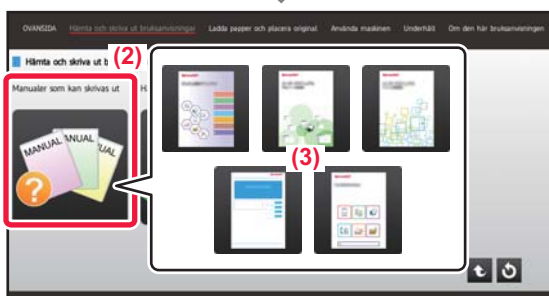 OVANSIDA Hämta och skriva ut bruksanvisningar Ladda papper och placera original Använda maskinen Underhåll Om den här bruksanvisningen
Hämta och skriva ut b
(2)
Manualer som kan skrivas ut
H
MANUAL
MANUAL
(3)